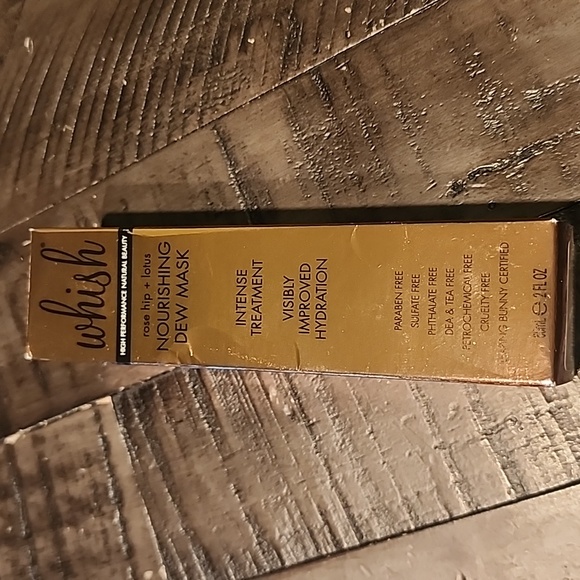 whish™
HIGH PERFORMANCE NATURAL BEAUTY
rose hip + lotus
NOURISHING
DEW MASK
INTENSE
TREATMENT
VISIBLY
IMPROVED
HYDRATION
PARABEN FREE
SULFATE FREE
PHTHALATE FREE
DEA & TEA FREE
PETROCHEMICAL FREE
CRUELTY FREE
LEAPING BUNNY CERTIFIED
℮ 2 FL OZ